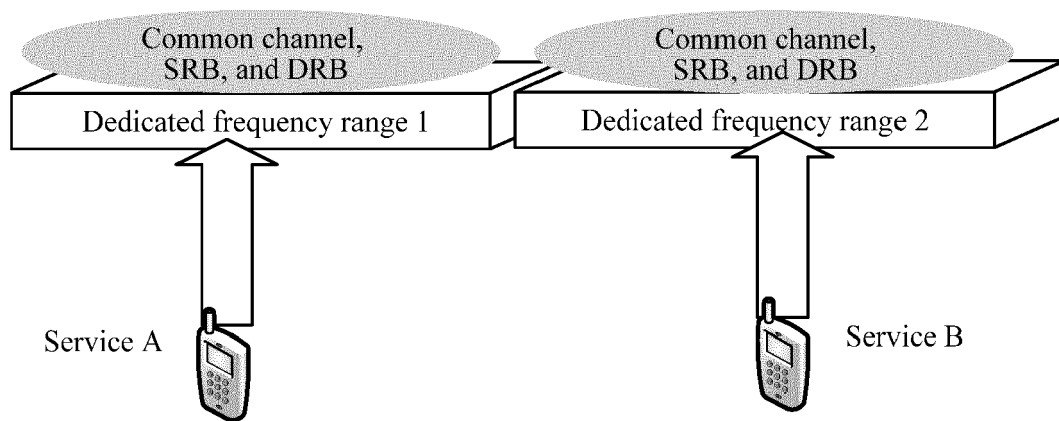 Common channel,
SRB, and DRB
Dedicated frequency range 1
Service A
Common channel,
SRB, and DRB
Dedicated frequency range 2
Service B